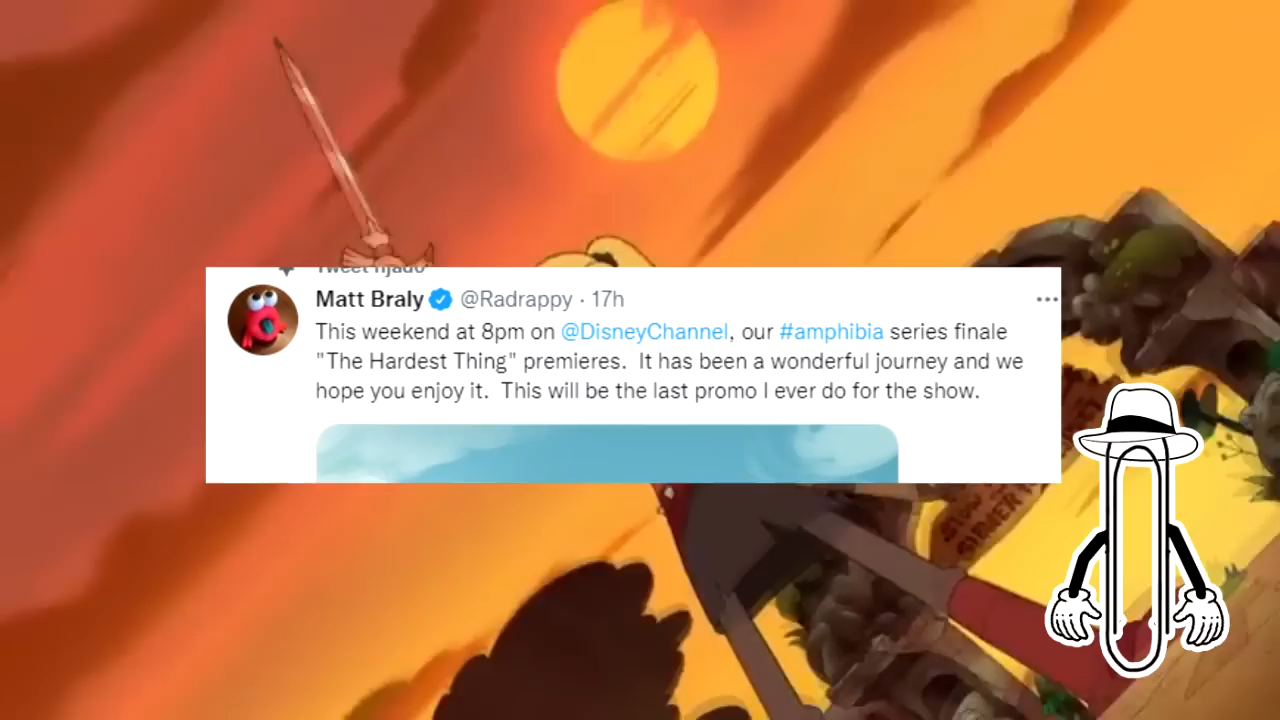 Tweet fijado
Matt Braly @Radrappy · 17h
This weekend at 8pm on @DisneyChannel, our #amphibia series finale
"The Hardest Thing" premieres.  It has been a wonderful journey and we
hope you enjoy it.  This will be the last promo I ever do for the show.